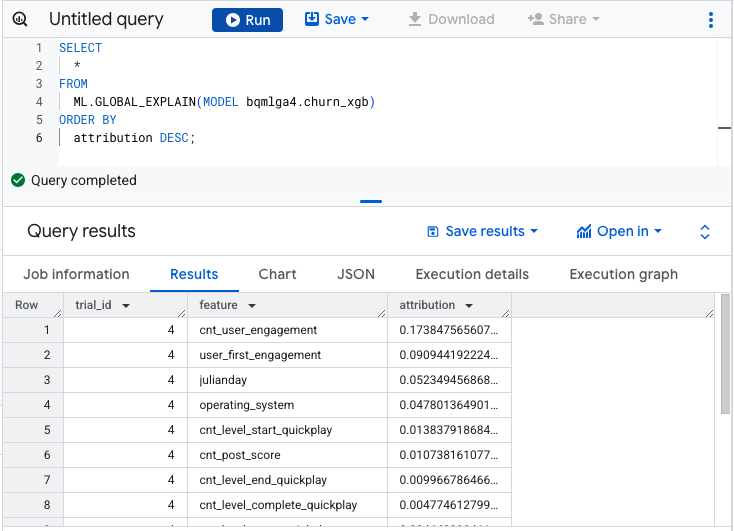 Untitled query Run Save Download Share
1 SELECT
2 *
3 FROM
4 ML.GLOBAL_EXPLAIN(MODEL bqmlga4.churn_xgb)
5 ORDER BY
6 attribution DESC;
Query completed
Query results Save results Open in
Job information Results Chart JSON Execution details Execution graph
Row trial_id feature attribution
1 4 cnt_user_engagement 0.173847565607...
2 4 user_first_engagement 0.090944192224...
3 4 julianday 0.052349456868...
4 4 operating_system 0.047801364901...
5 4 cnt_level_start_quickplay 0.013837918684...
6 4 cnt_post_score 0.010738161077...
7 4 cnt_level_end_quickplay 0.009966786466...
8 4 cnt_level_complete_quickplay 0.004774612799...